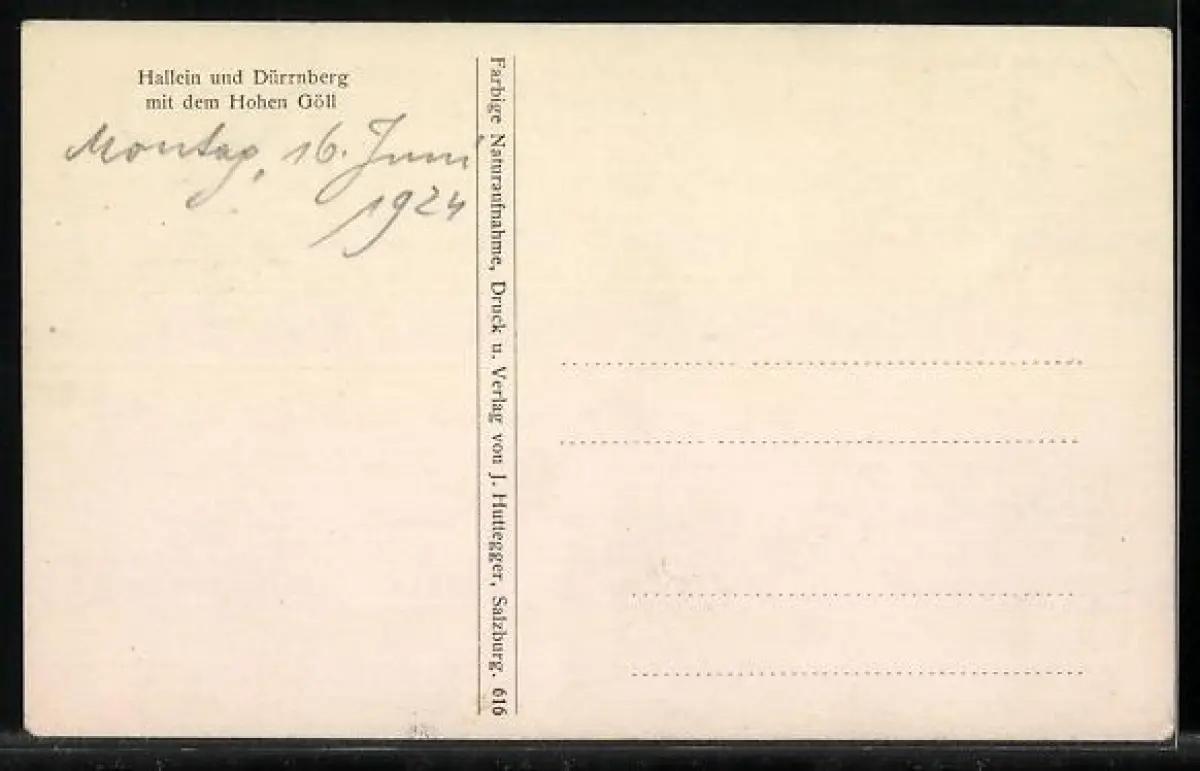 Hallein und Dürrnberg
mit dem Hohen Göll
Montag, 16. Juni
1924
Farbige Naturaufnahme, Druck u. Verlag von J. Huttegger, Salzburg. 616